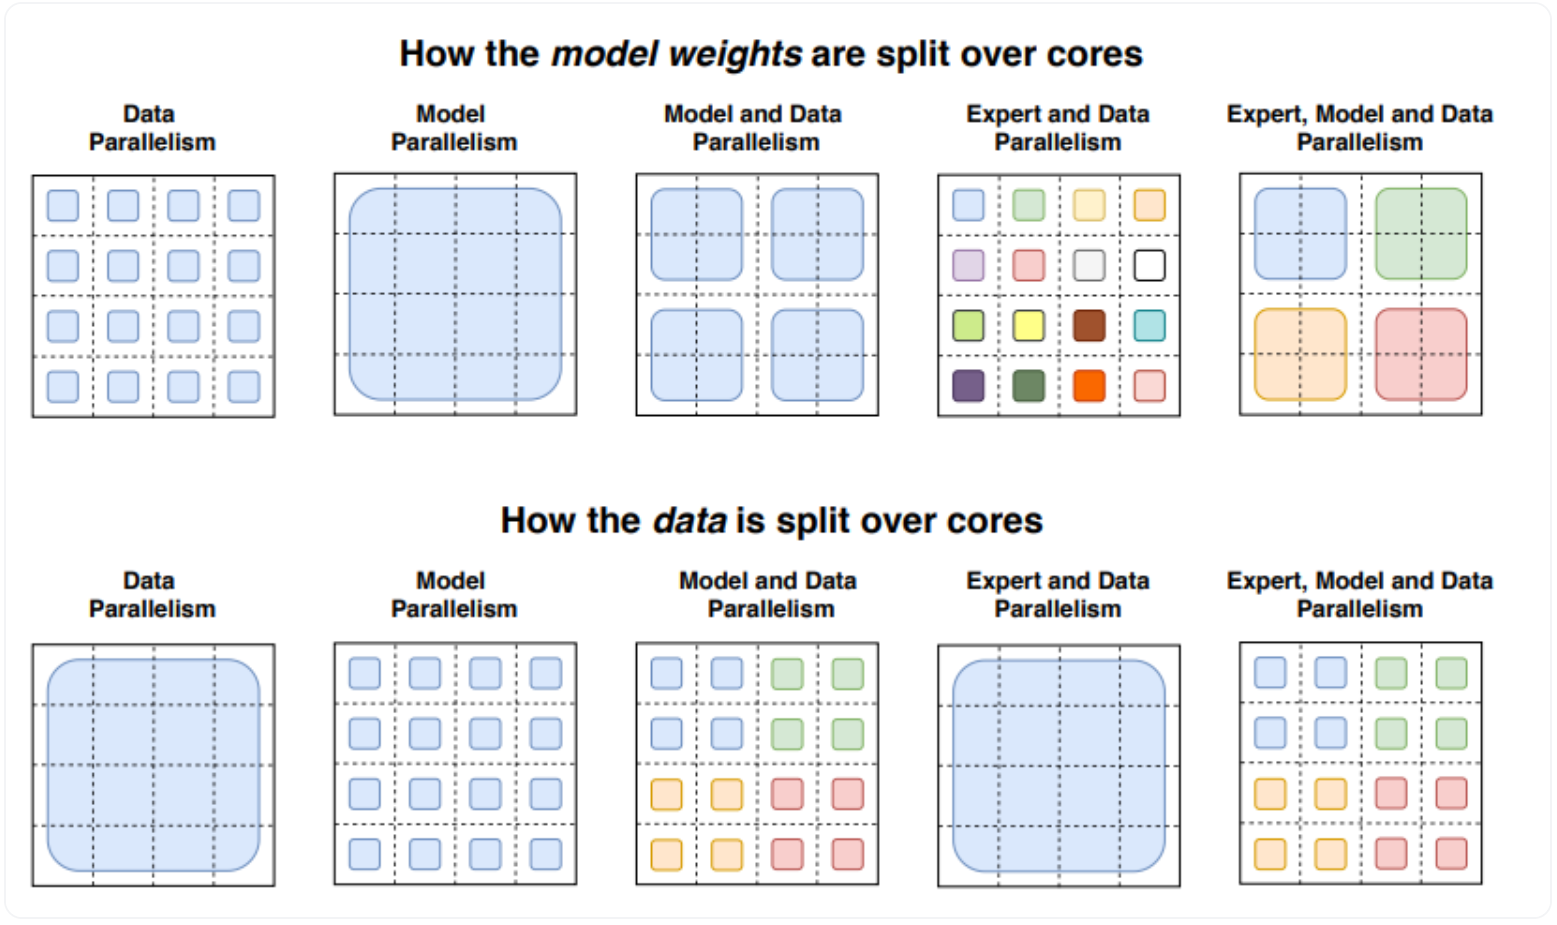 How the model weights are split over cores
Data
Parallelism
Model
Parallelism
Model and Data
Parallelism
Expert and Data
Parallelism
Expert, Model and Data
Parallelism
How the data is split over cores
Data
Parallelism
Model
Parallelism
Model and Data
Parallelism
Expert and Data
Parallelism
Expert, Model and Data
Parallelism